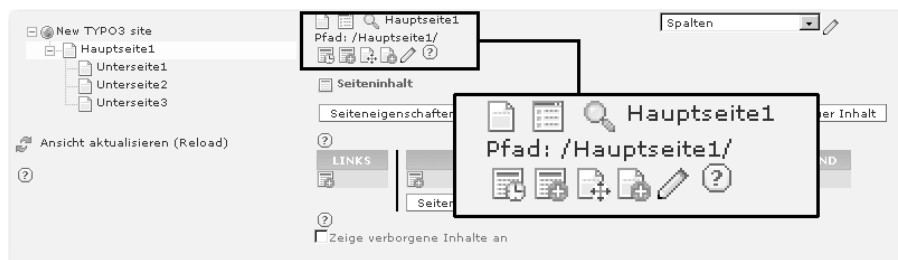 New TYPO3 site
Hauptseite1
Unterseite1
Unterseite2
Unterseite3
Ansicht aktualisieren (Reload)
Hauptseite1
Pfad: /Hauptseite1/
Spalten
Seiteninhalt
Seiteneigenschaften
er Inhalt
LINKS
ND
Seiten
Zeige verborgene Inhalte an
Hauptseite1
Pfad: /Hauptseite1/